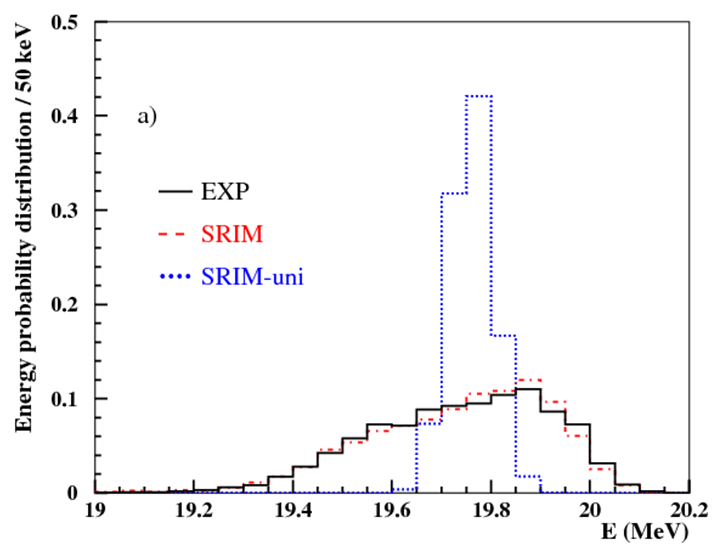 Energy probability distribution / 50 keV
0.5
0.4
0.3
0.2
0.1
0
a)
EXP
SRIM
SRIM-uni
19 19.2 19.4 19.6 19.8 20 20.2
E (MeV)